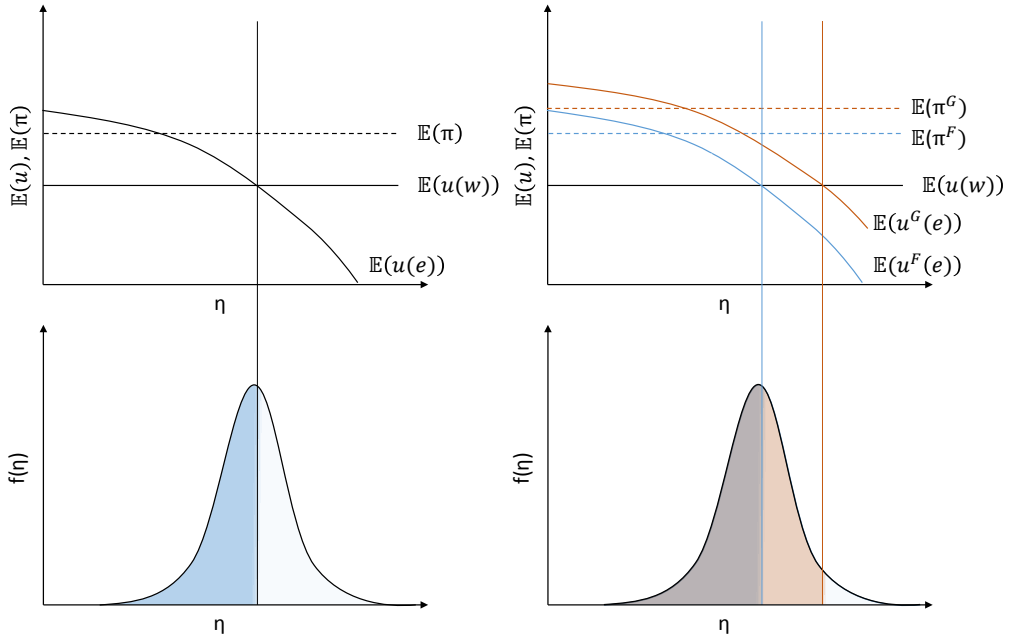 𝔼(u), 𝔼(π)
𝔼(π)
𝔼(u(w))
𝔼(u(e))
η
𝔼(u), 𝔼(π)
𝔼(π^G)
𝔼(π^F)
𝔼(u(w))
𝔼(u^G(e))
𝔼(u^F(e))
η
f(η)
η
f(η)
η